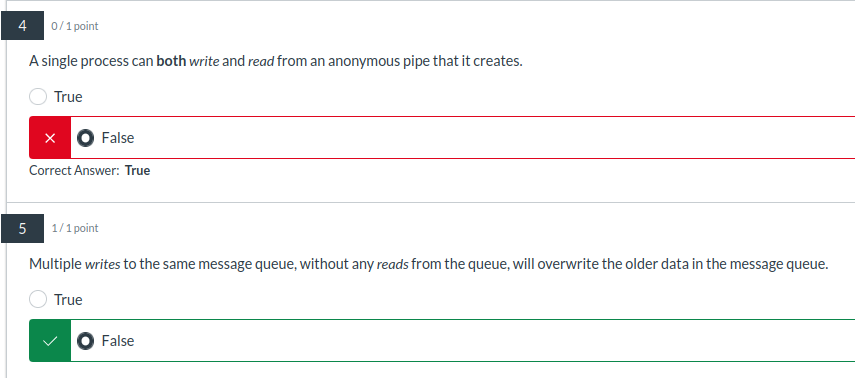 4 0 / 1 point
A single process can both write and read from an anonymous pipe that it creates.
True
False
Correct Answer: True
5 1 / 1 point
Multiple writes to the same message queue, without any reads from the queue, will overwrite the older data in the message queue.
True
False